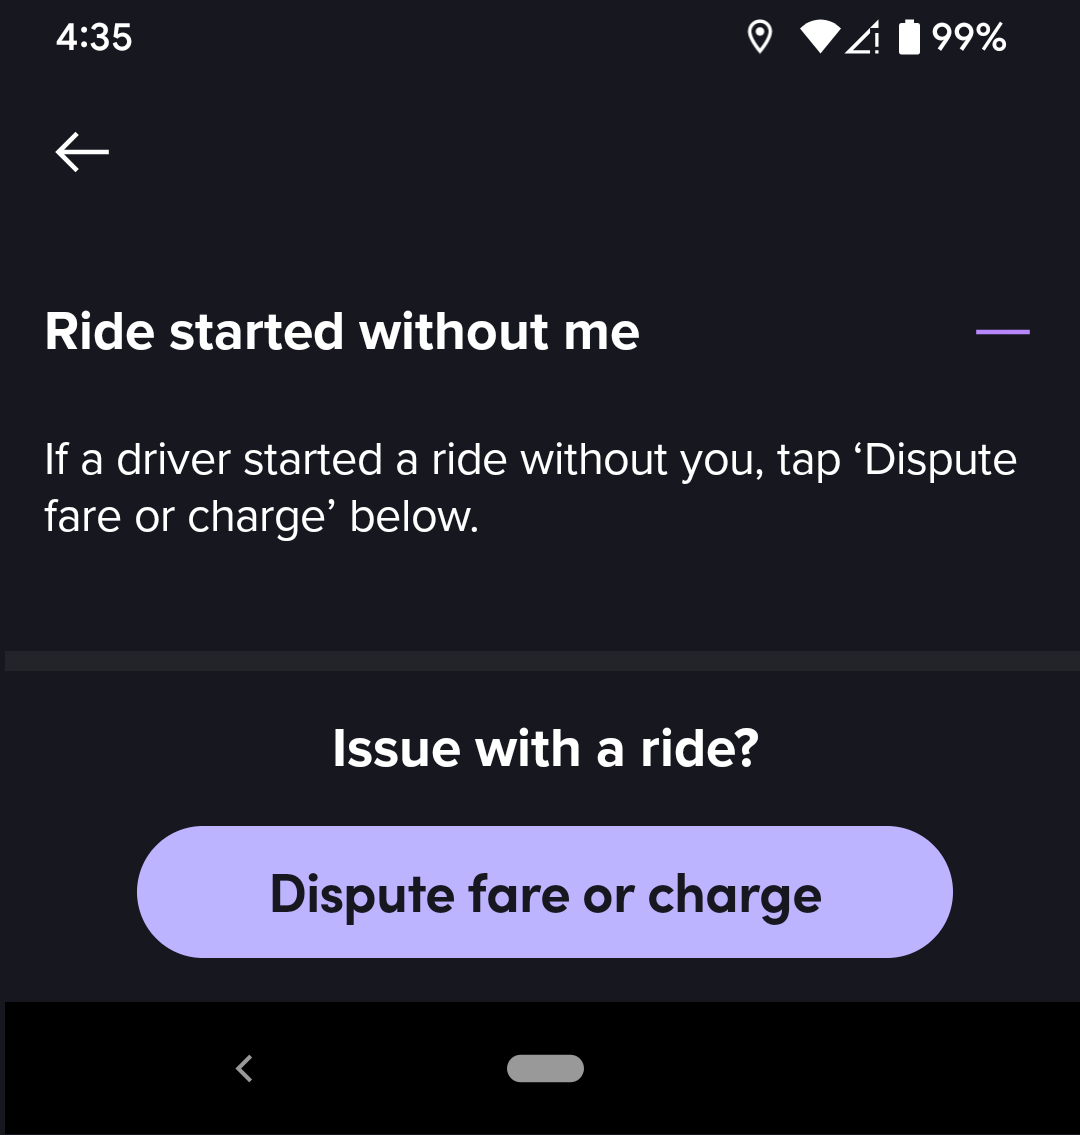 4:35
99%
Ride started without me
If a driver started a ride without you, tap ‘Dispute
fare or charge’ below.
Issue with a ride?
Dispute fare or charge